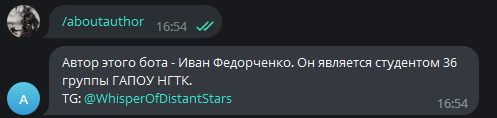 /aboutauthor
16:54
Автор этого бота - Иван Федорченко. Он является студентом 36
группы ГАПОУ НГТК.
TG: @WhisperOfDistantStars
16:54
A